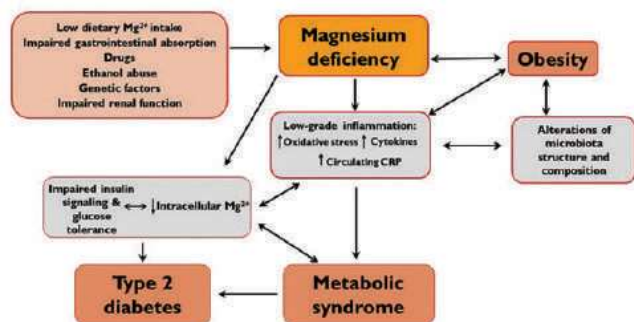 Low dietary Mg²⁺ intake
Impaired gastrointestinal absorption
Drugs
Ethanol abuse
Genetic factors
Impaired renal function
Magnesium
deficiency
Obesity
Low-grade inflammation:
↑Oxidative stress ↑ Cytokines
↑ Circulating CRP
Alterations of
microbiota
structure and
composition
Impaired insulin
signaling &
glucose
tolerance
↓Intracellular Mg²⁺
Type 2
diabetes
Metabolic
syndrome